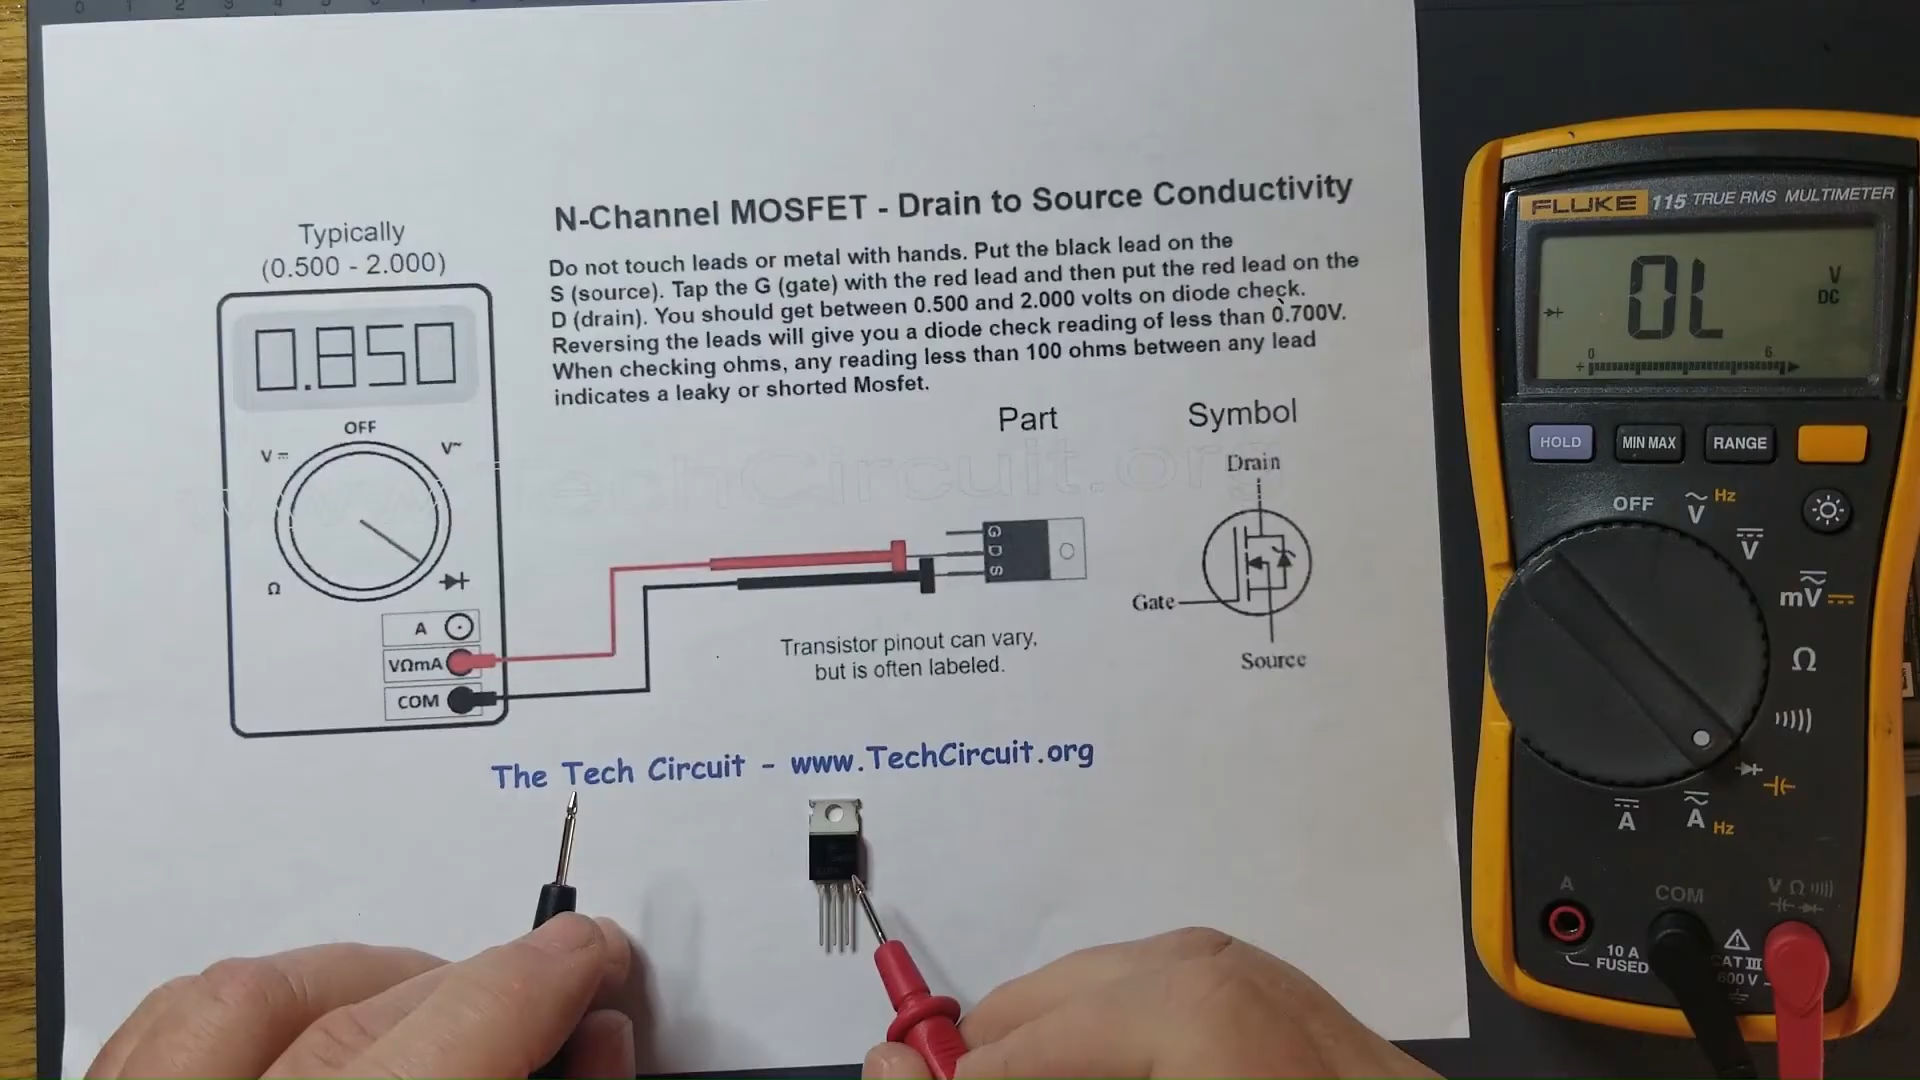 N-Channel MOSFET - Drain to Source Conductivity
Typically
(0.500 - 2.000)
Do not touch leads or metal with hands. Put the black lead on the
S (source). Tap the G (gate) with the red lead and then put the red lead on the
D (drain). You should get between 0.500 and 2.000 volts on diode check.
Reversing the leads will give you a diode check reading of less than 0.700V.
When checking ohms, any reading less than 100 ohms between any lead
indicates a leaky or shorted Mosfet.
0.850
OFF
V
V~
Ω
A
VΩmA
COM
Part
G
D
S
Symbol
Drain
Gate
Source
Transistor pinout can vary,
but is often labeled.
www.TechCircuit.org
The Tech Circuit - www.TechCircuit.org
FLUKE 115 TRUE RMS MULTIMETER
OL
V
DC
0 6
HOLD
MIN MAX
RANGE
OFF
V Hz
V
mV
Ω
A
A Hz
A
COM
V Ω
10 A
FUSED
CAT III
600 V